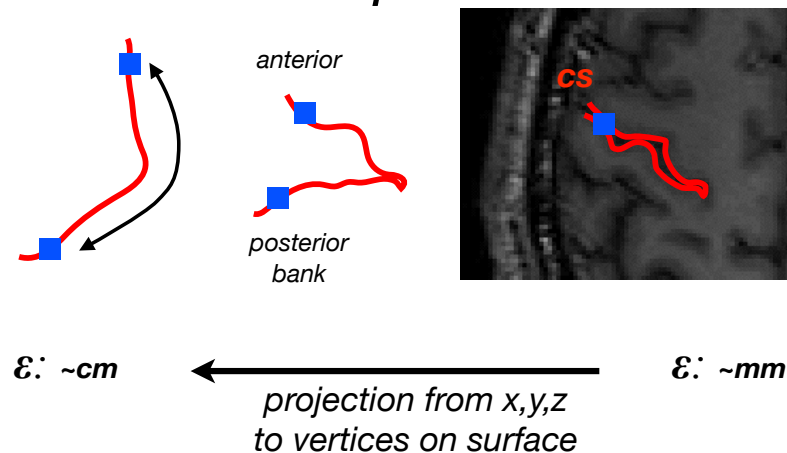 anterior
cs
posterior
bank
ε: ~cm
ε: ~mm
projection from x,y,z
to vertices on surface